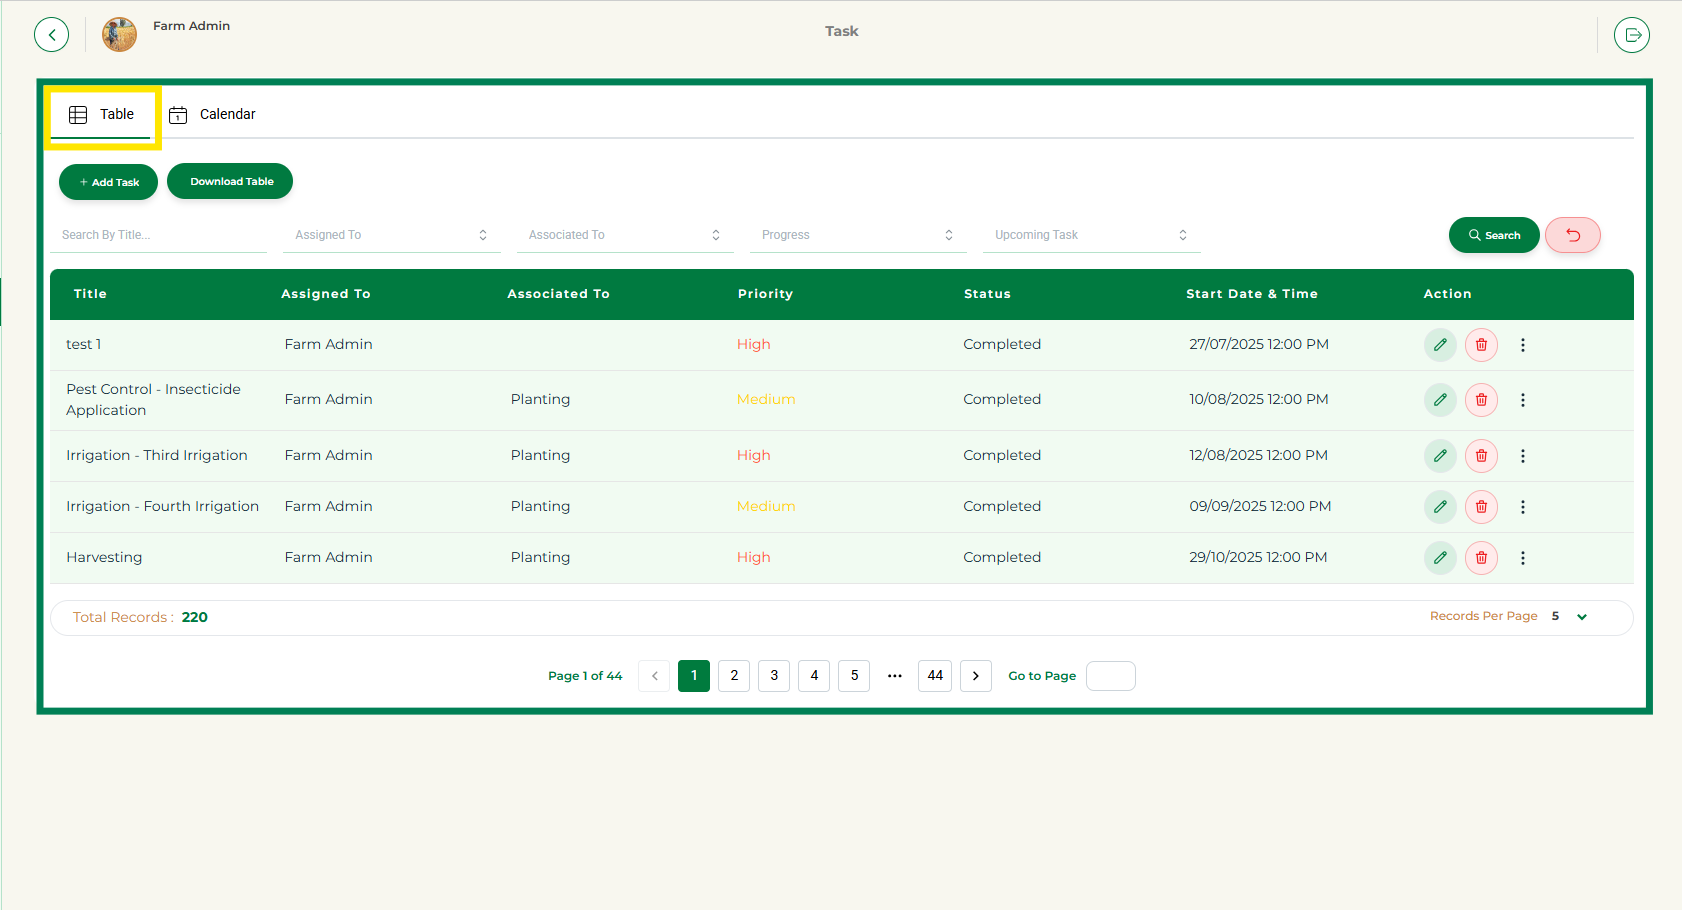 Farm Admin
Task
Table
1
Calendar
+ Add Task
Download Table
Search By Title...
Assigned To
Associated To
Progress
Upcoming Task
Search
Title Assigned To Associated To Priority Status Start Date & Time Action
test 1 Farm Admin High Completed 27/07/2025 12:00 PM
Pest Control - Insecticide
Application
Farm Admin Planting Medium Completed 10/08/2025 12:00 PM
Irrigation - Third Irrigation Farm Admin Planting High Completed 12/08/2025 12:00 PM
Irrigation - Fourth Irrigation Farm Admin Planting Medium Completed 09/09/2025 12:00 PM
Harvesting Farm Admin Planting High Completed 29/10/2025 12:00 PM
Total Records : 220
Records Per Page 5
Page 1 of 44 < 1 2 3 4 5 ••• 44 > Go to Page